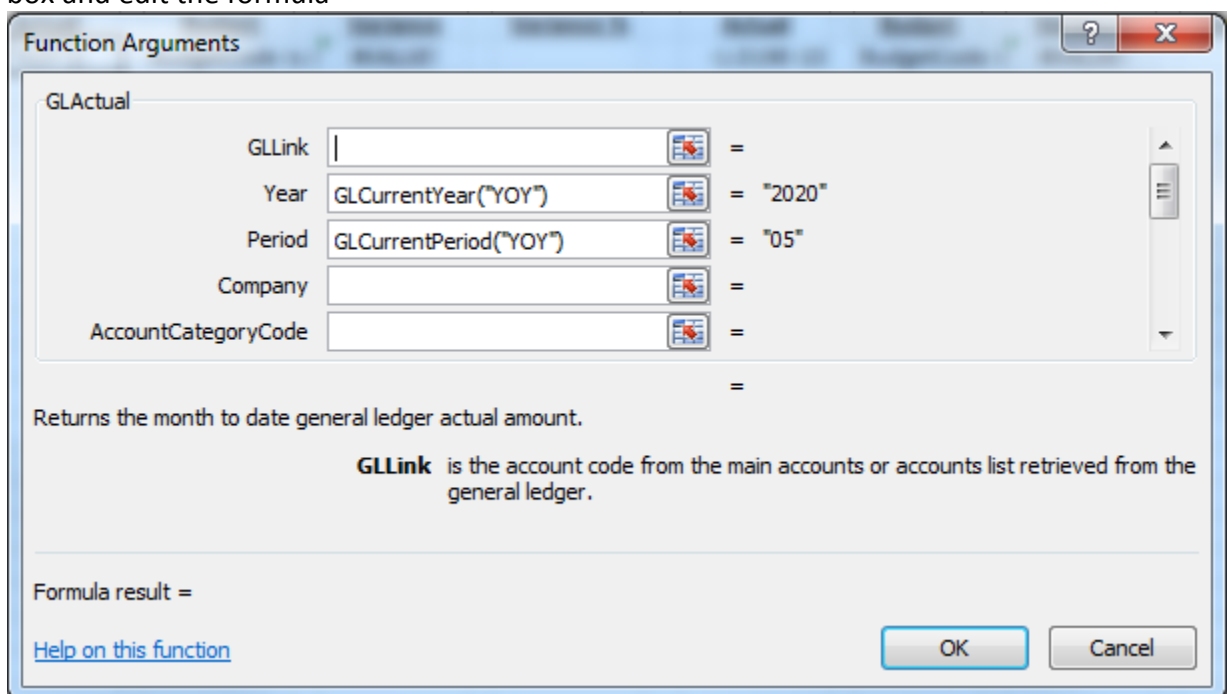 box and edit the formula
Function Arguments
GLActual
GLLink =
Year GLCurrentYear("YOY") = "2020"
Period GLCurrentPeriod("YOY") = "05"
Company =
AccountCategoryCode =
=
Returns the month to date general ledger actual amount.
GLLink is the account code from the main accounts or accounts list retrieved from the
general ledger.
Formula result =
Help on this function
OK Cancel